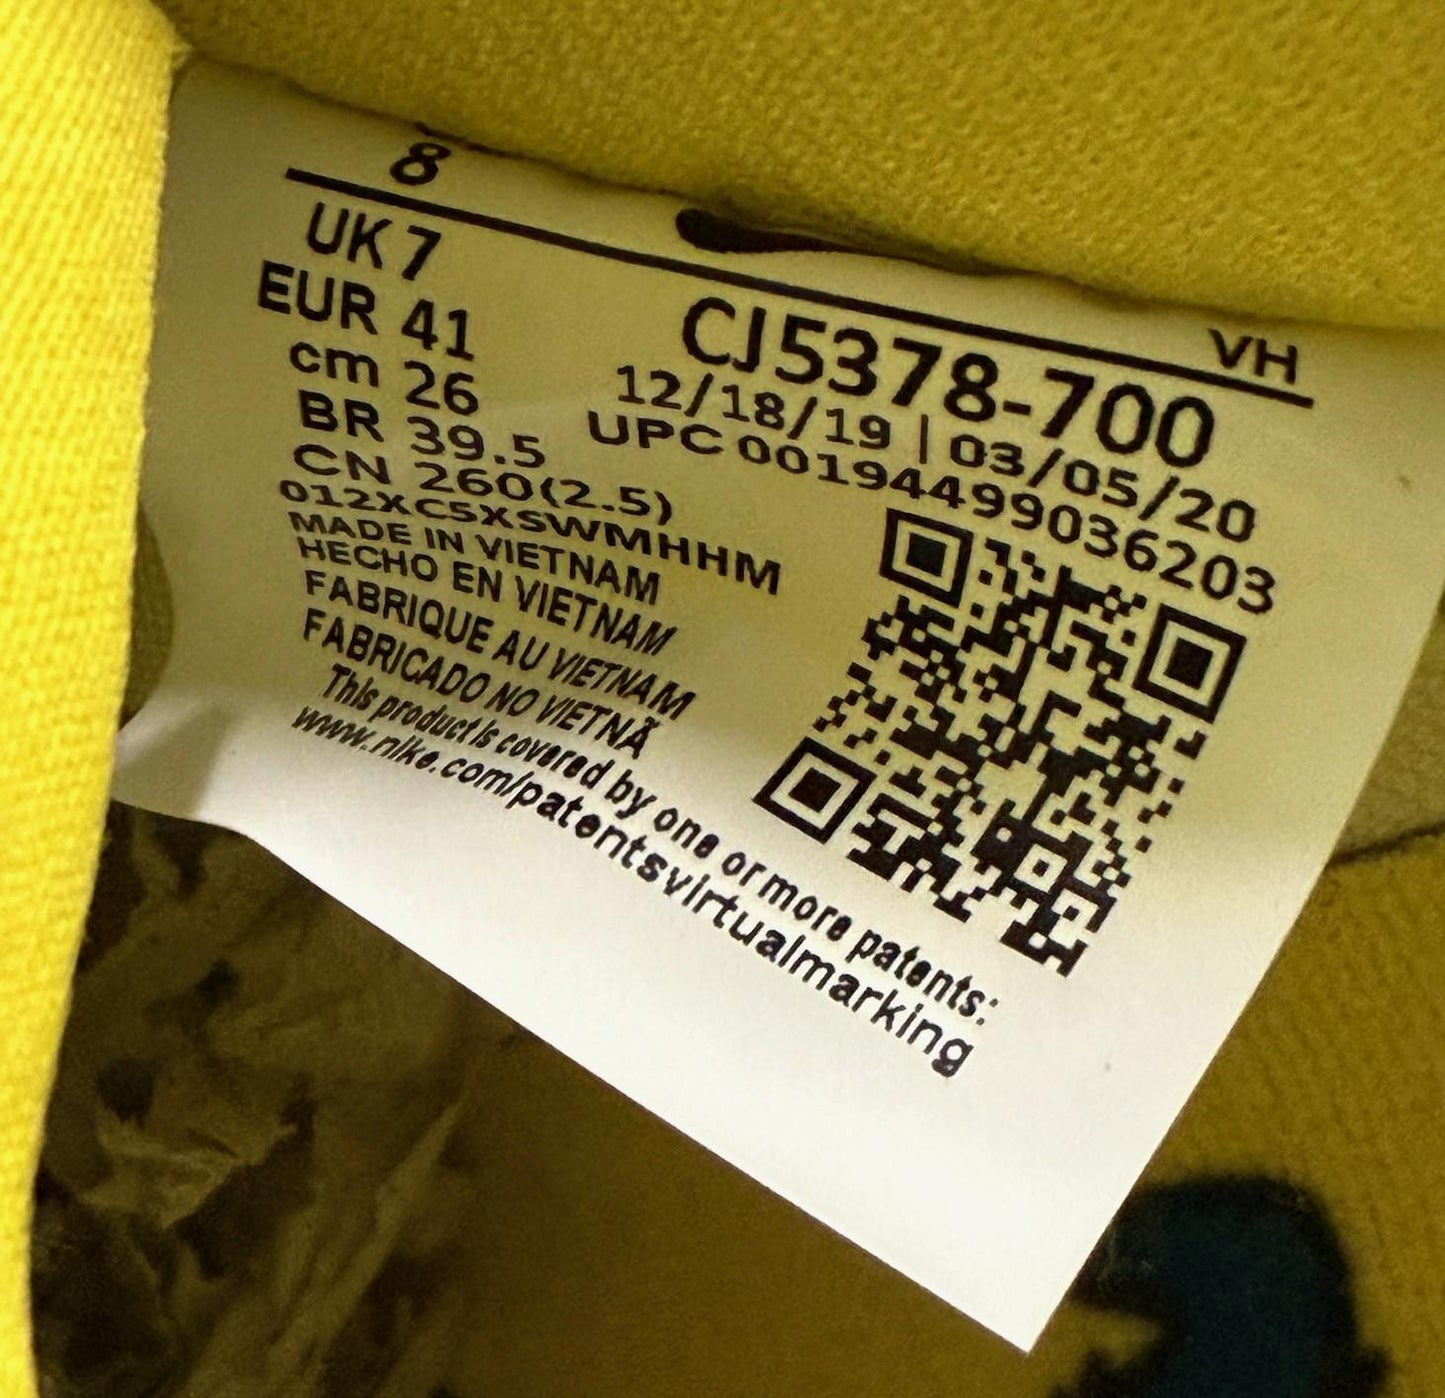 8
VH
UK 7
EUR 41
cm 26
BR 39.5
CN 260(2.5)
012XC5XSWMHHM
MADE IN VIETNAM
HECHO EN VIETNAM
FABRIQUE AU VIETNAM
FABRICADO NO VIETNÃ
This product is covered by one or more patents:
www.nike.com/patentsvirtualmarking
CJ5378-700
12/18/19 | 03/05/20
UPC 00194499036203